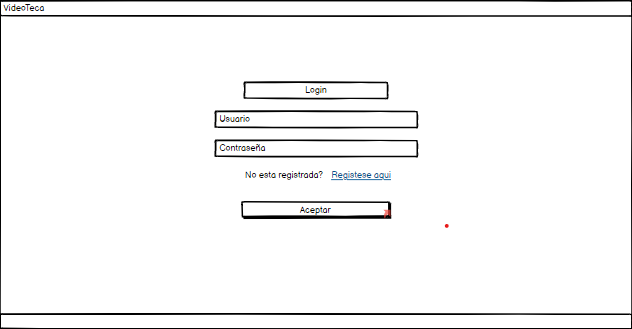 VideoTeca
Login
Usuario
Contraseña
No esta registrada? Registese aqui
Aceptar